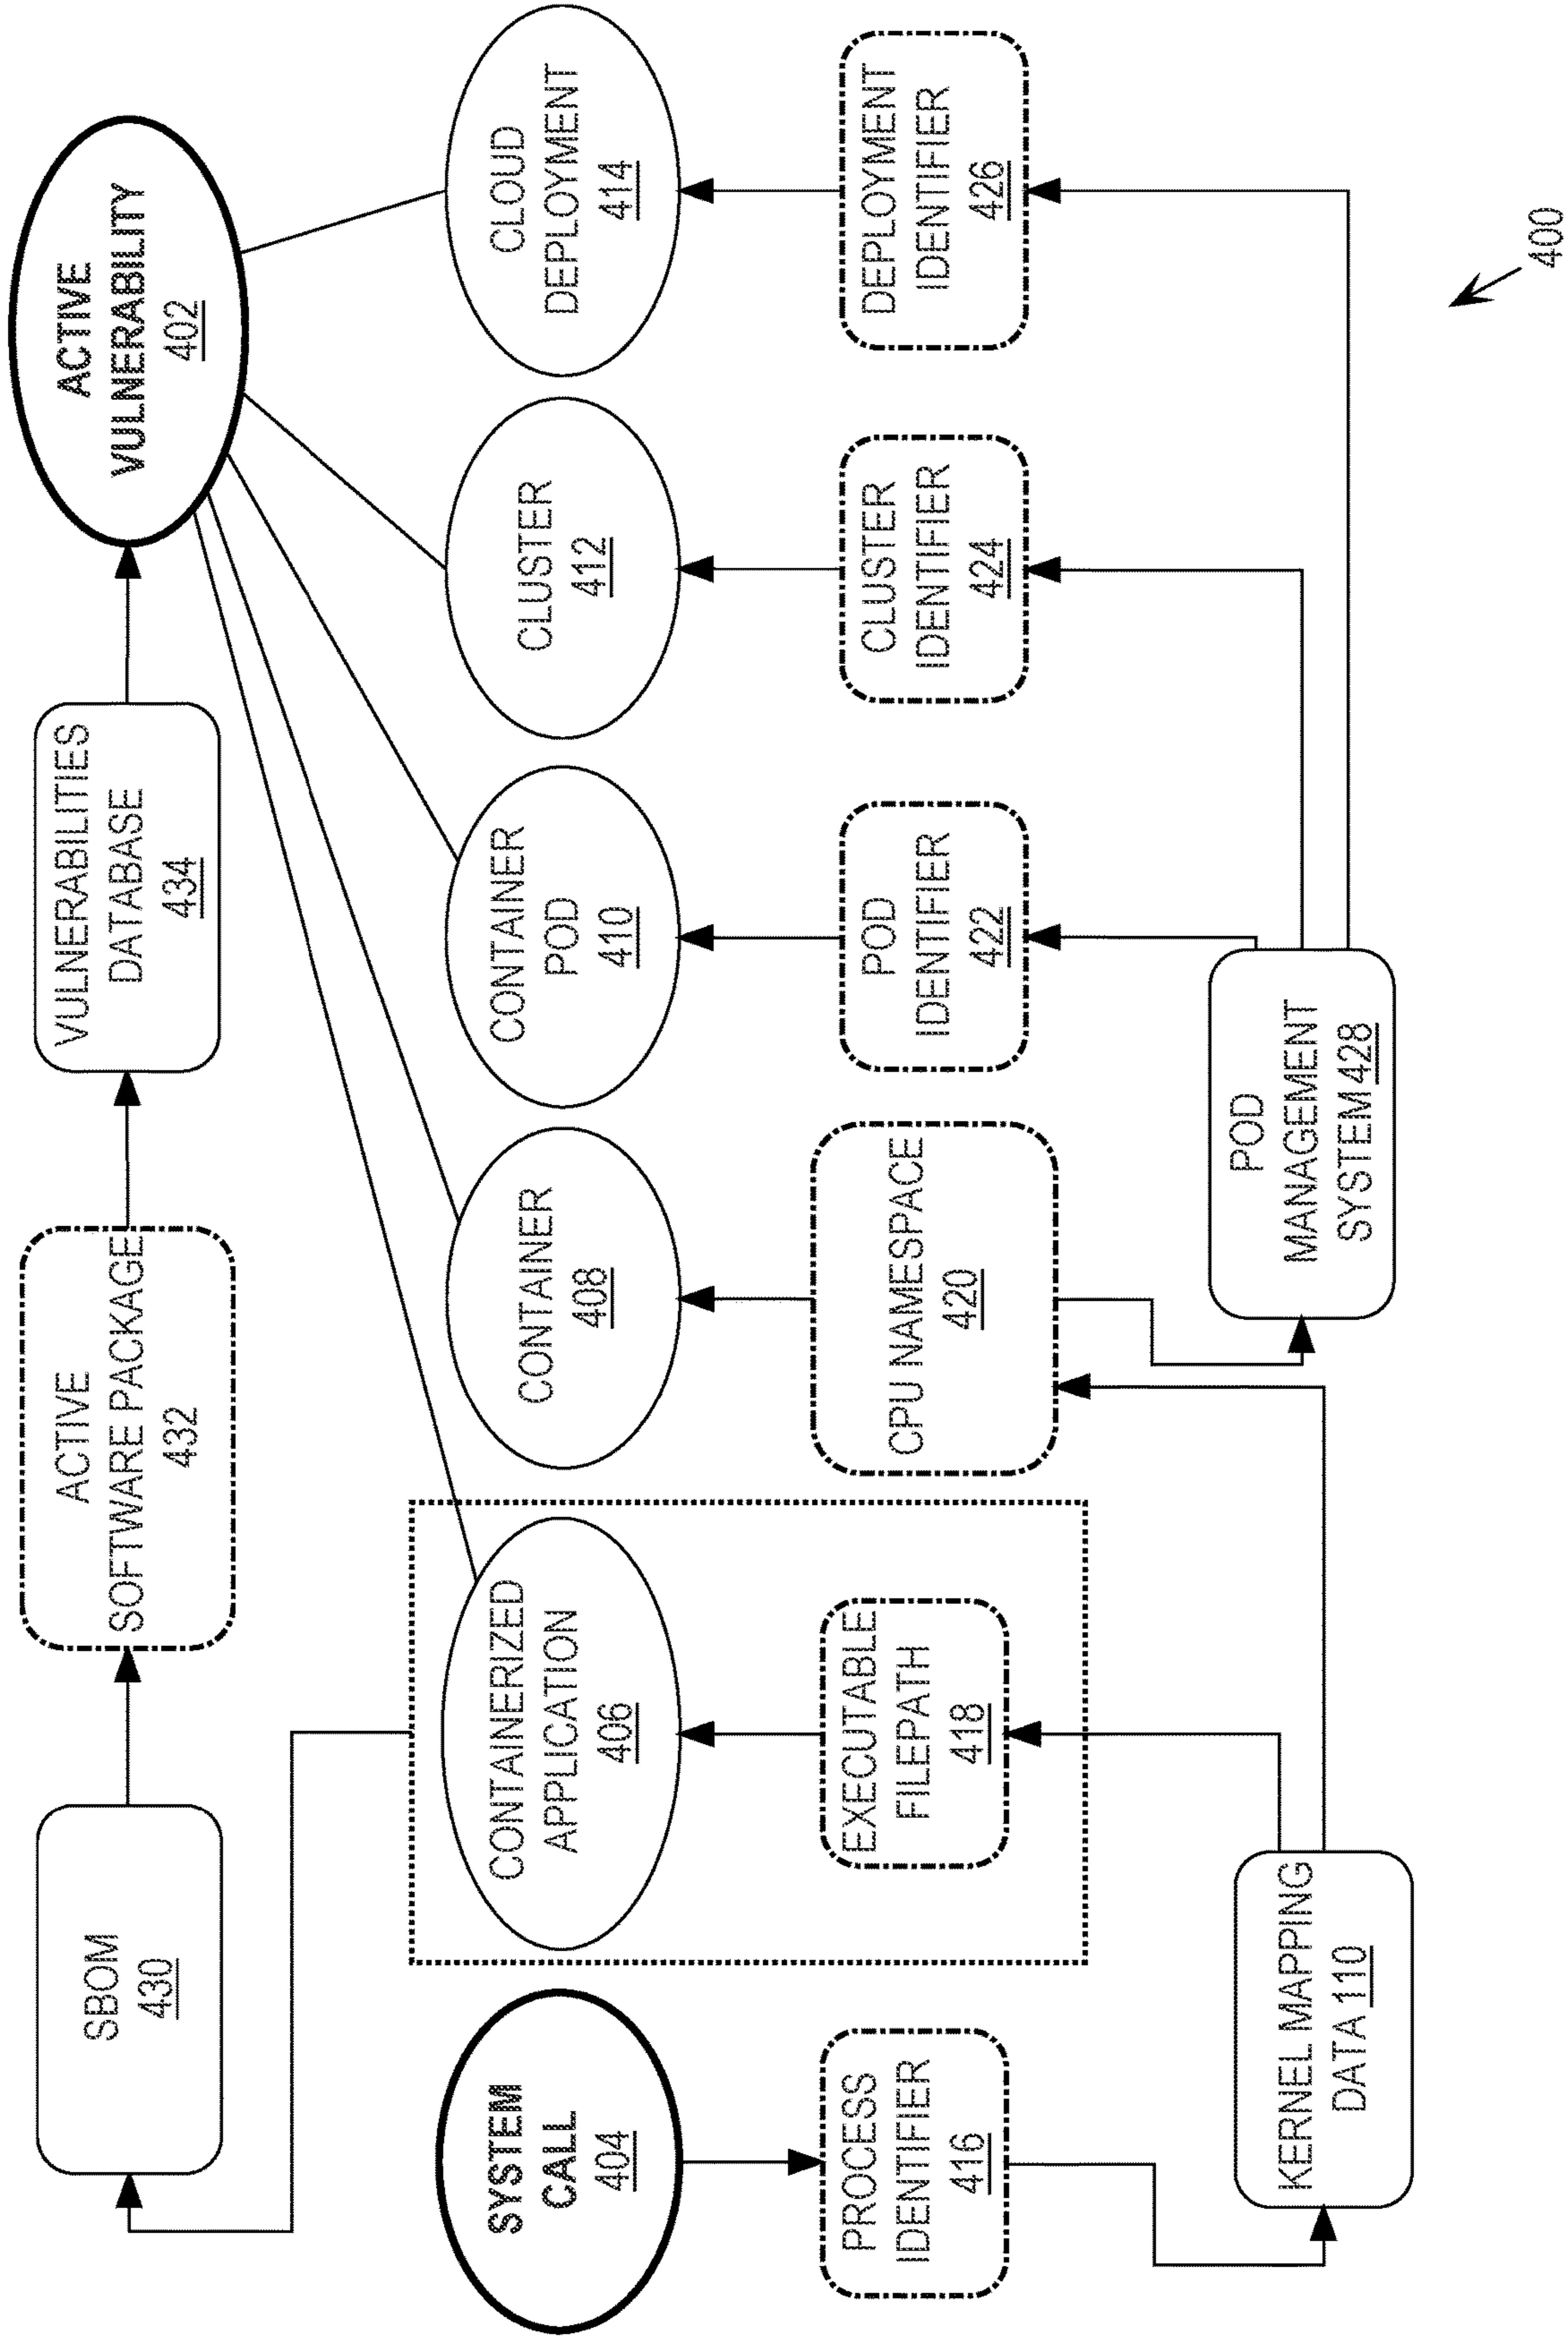 SBOM
430
ACTIVE
SOFTWARE PACKAGE
432
VULNERABILITIES
DATABASE
434
ACTIVE
VULNERABILITY
402
SYSTEM
CALL
404
CONTAINERIZED
APPLICATION
406
CONTAINER
408
CONTAINER
POD
410
CLUSTER
412
CLOUD
DEPLOYMENT
414
PROCESS
IDENTIFIER
416
EXECUTABLE
FILEPATH
418
CPU NAMESPACE
420
POD
IDENTIFIER
422
CLUSTER
IDENTIFIER
424
DEPLOYMENT
IDENTIFIER
426
KERNEL MAPPING
DATA 110
POD
MANAGEMENT
SYSTEM 428
400